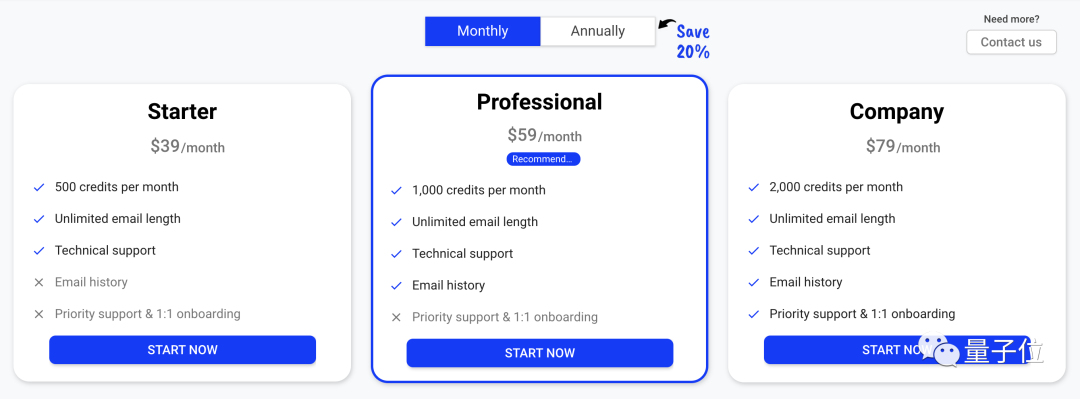 Monthly
Annually
Save
20%
Need more?
Contact us
Starter
$39/month
500 credits per month
Unlimited email length
Technical support
Email history
Priority support & 1:1 onboarding
START NOW
Professional
$59/month
Recommend...
1,000 credits per month
Unlimited email length
Technical support
Email history
Priority support & 1:1 onboarding
START NOW
Company
$79/month
2,000 credits per month
Unlimited email length
Technical support
Email history
Priority support & 1:1 onboarding
START NOW
量子位